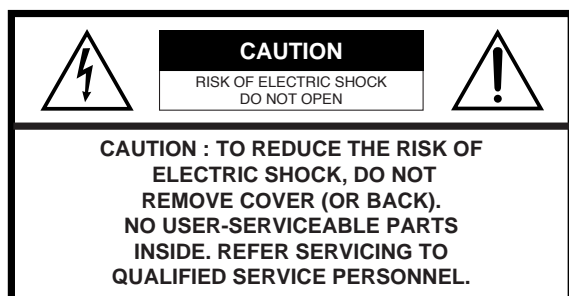 CAUTION
RISK OF ELECTRIC SHOCK
DO NOT OPEN
CAUTION : TO REDUCE THE RISK OF
ELECTRIC SHOCK, DO NOT
REMOVE COVER (OR BACK).
NO USER-SERVICEABLE PARTS
INSIDE. REFER SERVICING TO
QUALIFIED SERVICE PERSONNEL.